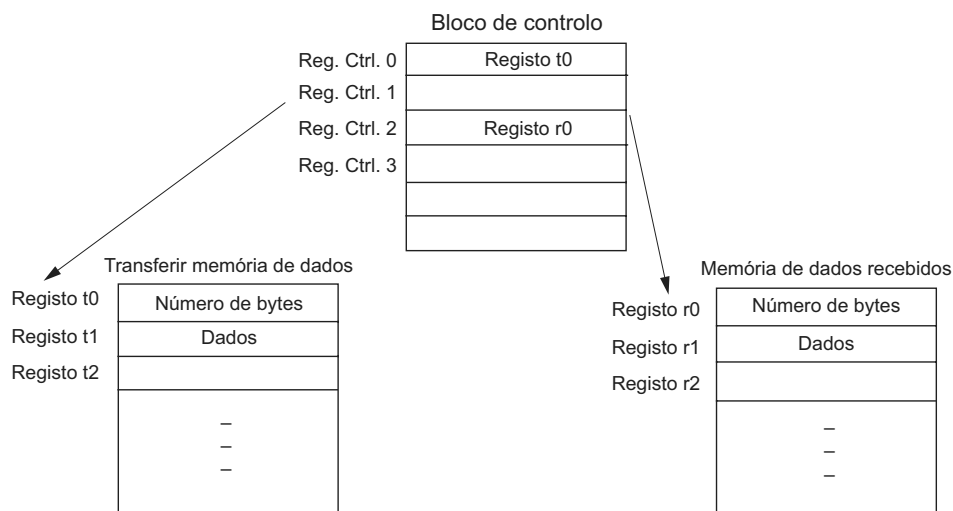 Bloco de controlo
Reg. Ctrl. 0
Registo t0
Reg. Ctrl. 1
Reg. Ctrl. 2
Registo r0
Reg. Ctrl. 3
Transferir memória de dados
Registo t0
Número de bytes
Registo t1
Dados
Registo t2
–
–
–
Memória de dados recebidos
Registo r0
Número de bytes
Registo r1
Dados
Registo r2
–
–
–